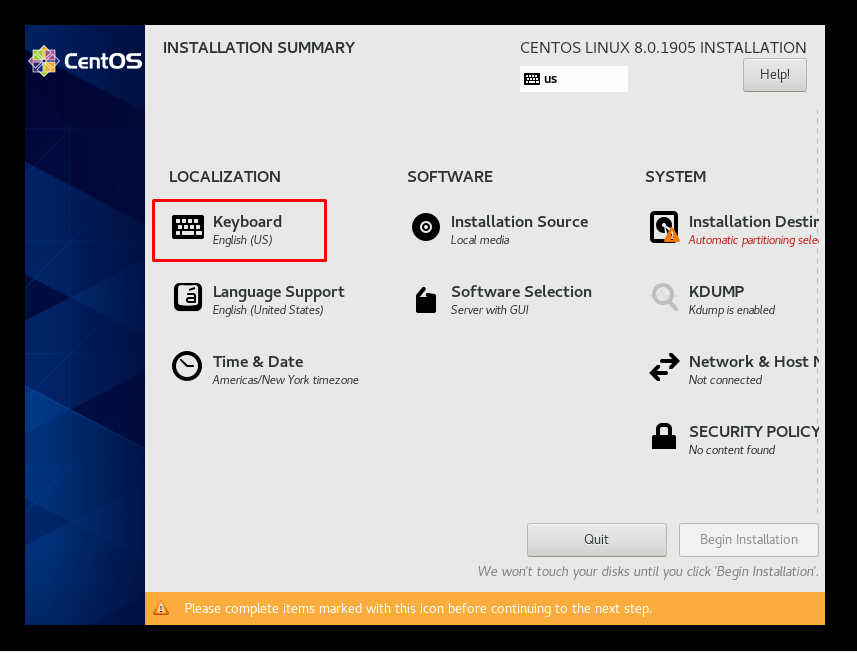 CentOS
INSTALLATION SUMMARY
CENTOS LINUX 8.0.1905 INSTALLATION
us
Help!
LOCALIZATION
Keyboard
English (US)
Language Support
English (United States)
Time & Date
Americas/New York timezone
SOFTWARE
Installation Source
Local media
Software Selection
Server with GUI
SYSTEM
Installation Destin
Automatic partitioning sele
KDUMP
Kdump is enabled
Network & Host N
Not connected
SECURITY POLICY
No content found
Quit
Begin Installation
We won't touch your disks until you click 'Begin Installation'.
Please complete items marked with this icon before continuing to the next step.